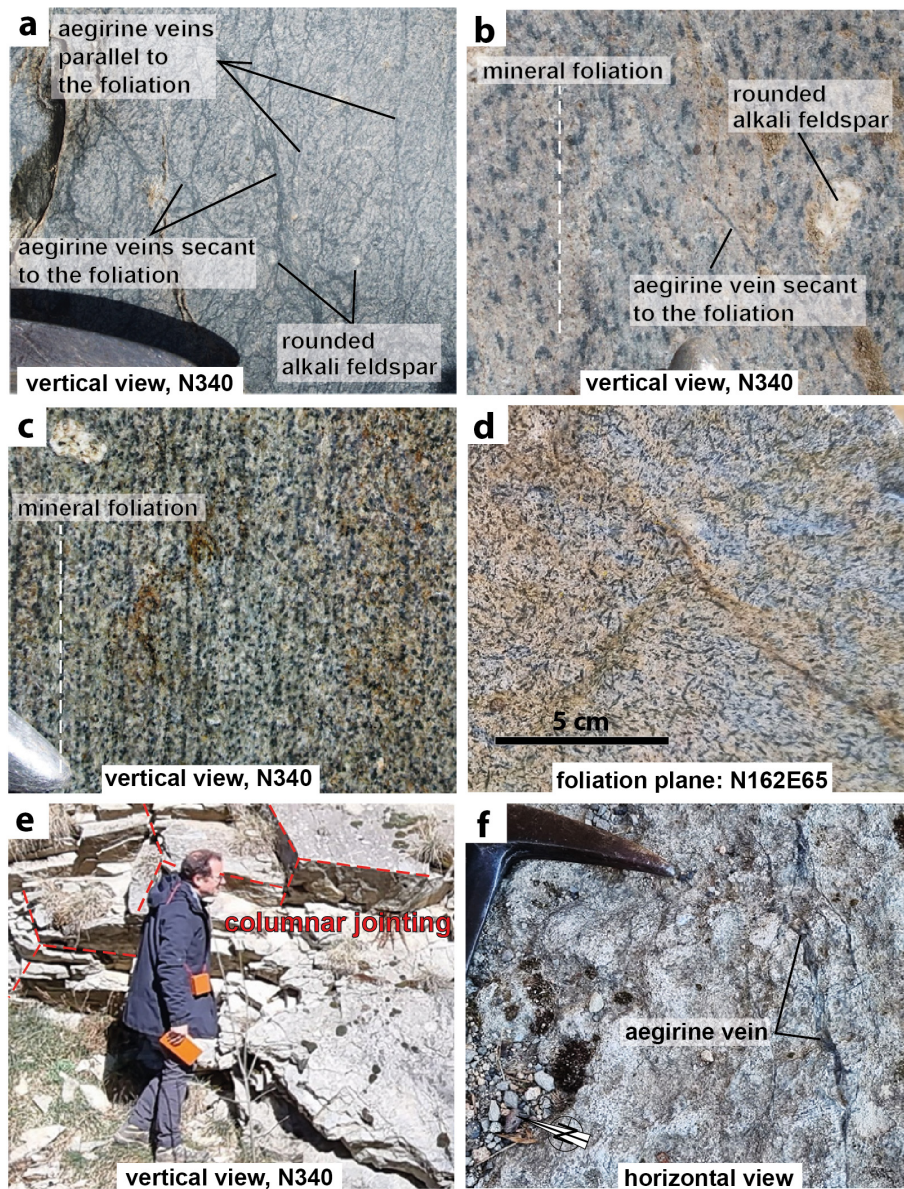 a
aegirine veins
parallel to
the foliation
aegirine veins secant
to the foliation
rounded
alkali feldspar
vertical view, N340
b
mineral foliation
rounded
alkali feldspar
aegirine vein secant
to the foliation
vertical view, N340
c
mineral foliation
vertical view, N340
d
5 cm
foliation plane: N162E65
e
columnar jointing
vertical view, N340
f
aegirine vein
horizontal view